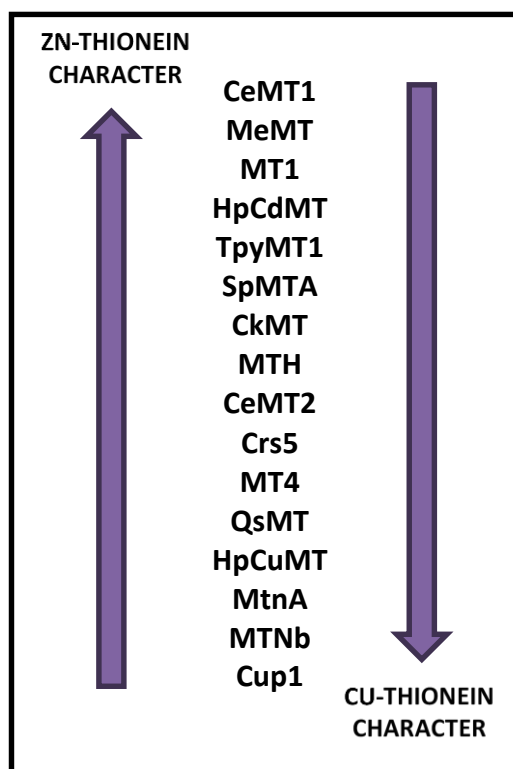 ZN-THIONEIN
CHARACTER
CeMT1
MeMT
MT1
HpCdMT
TpyMT1
SpMTA
CkMT
MTH
CeMT2
Crs5
MT4
QsMT
HpCuMT
MtnA
MTNb
Cup1
CU-THIONEIN
CHARACTER